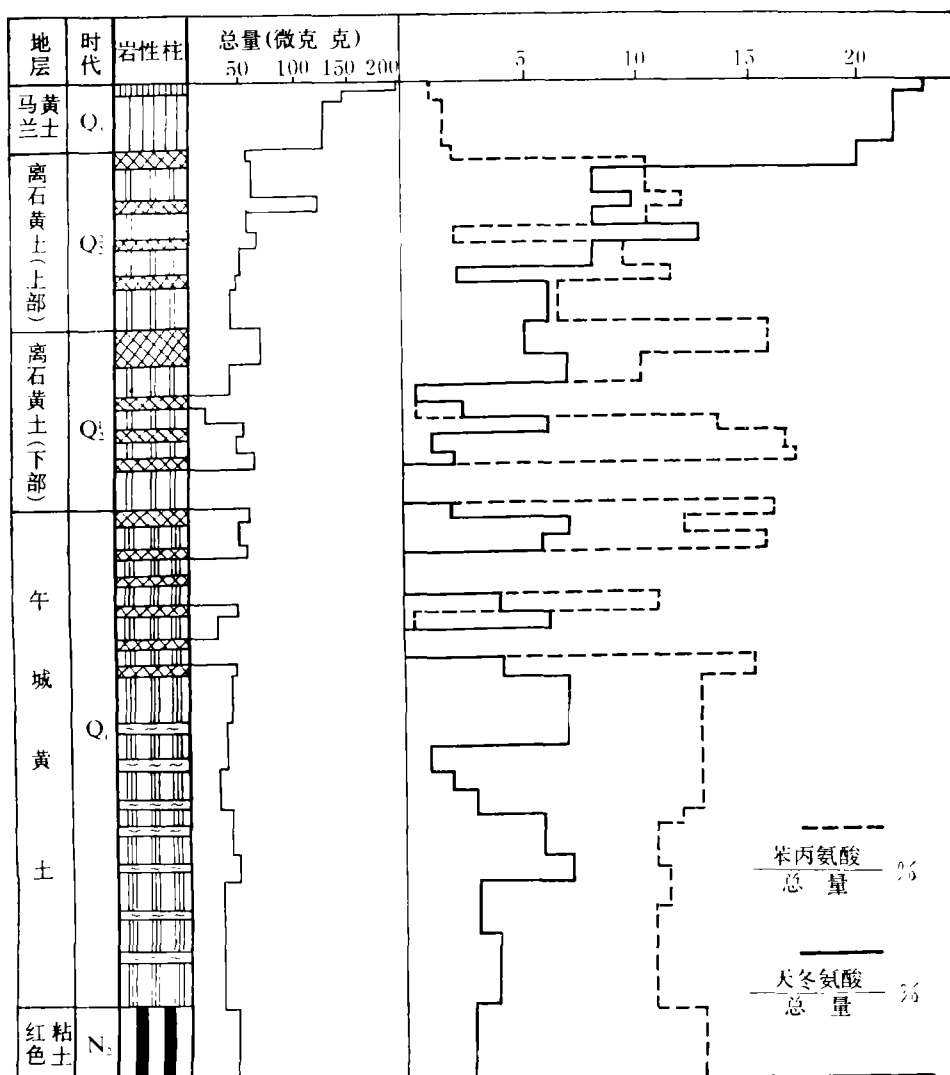 地层
时代
岩性柱
总量(微克 克)
50 100 150 200
5 10 15 20
马兰黄土
离石黄土(上部)
离石黄土(下部)
午城黄土
Q₁
红色粘土
N₂
苯丙氨酸
总 量
%
天冬氨酸
总 量
%